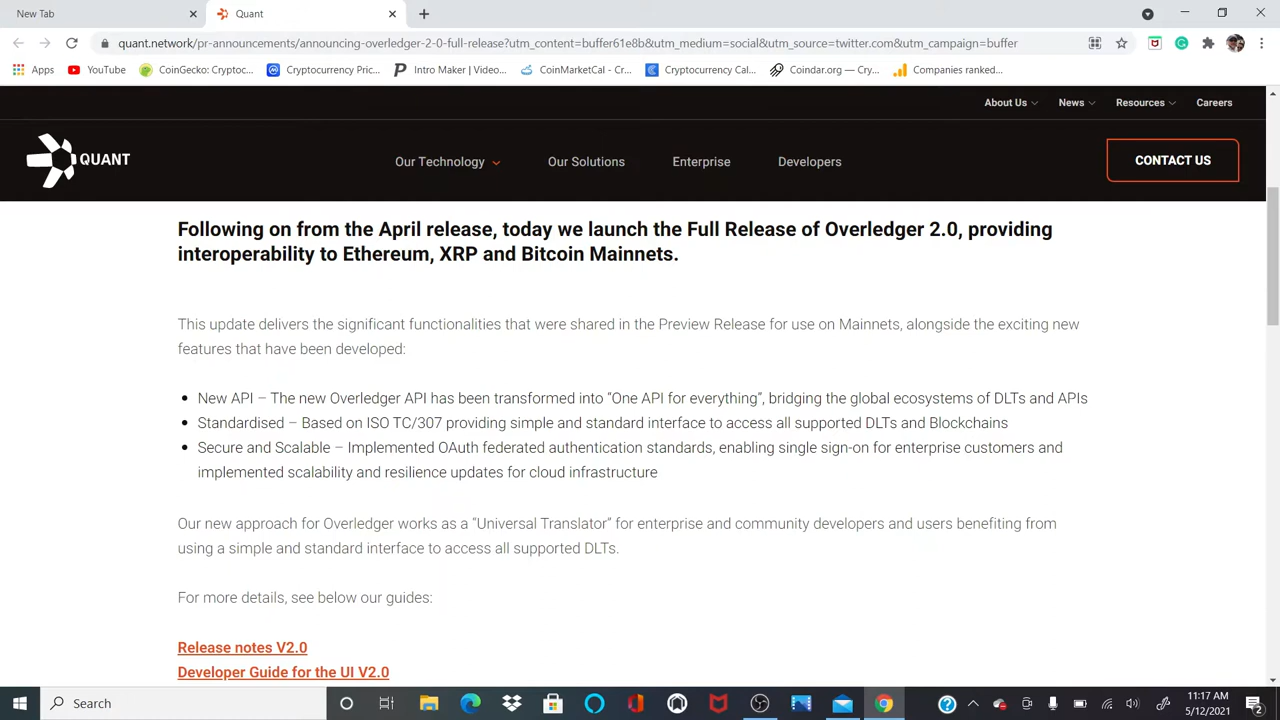 New Tab
Quant
quant.network/pr-announcements/announcing-overledger-2-0-full-release?utm_content=buffer61e8b&utm_medium=social&utm_source=twitter.com&utm_campaign=buffer
Apps YouTube CoinGecko: Cryptoc... Cryptocurrency Pric... Intro Maker | Video... CoinMarketCal - Cr... Cryptocurrency Cal... Coindar.org — Cry... Companies ranked...
About Us News Resources Careers
QUANT
Our Technology Our Solutions Enterprise Developers
CONTACT US
Following on from the April release, today we launch the Full Release of Overledger 2.0, providing
interoperability to Ethereum, XRP and Bitcoin Mainnets.
This update delivers the significant functionalities that were shared in the Preview Release for use on Mainnets, alongside the exciting new
features that have been developed:
• New API – The new Overledger API has been transformed into “One API for everything”, bridging the global ecosystems of DLTs and APIs
• Standardised – Based on ISO TC/307 providing simple and standard interface to access all supported DLTs and Blockchains
• Secure and Scalable – Implemented OAuth federated authentication standards, enabling single sign-on for enterprise customers and
implemented scalability and resilience updates for cloud infrastructure
Our new approach for Overledger works as a “Universal Translator” for enterprise and community developers and users benefiting from
using a simple and standard interface to access all supported DLTs.
For more details, see below our guides:
Release notes V2.0
Developer Guide for the UI V2.0
Search
11:17 AM
5/12/2021
2